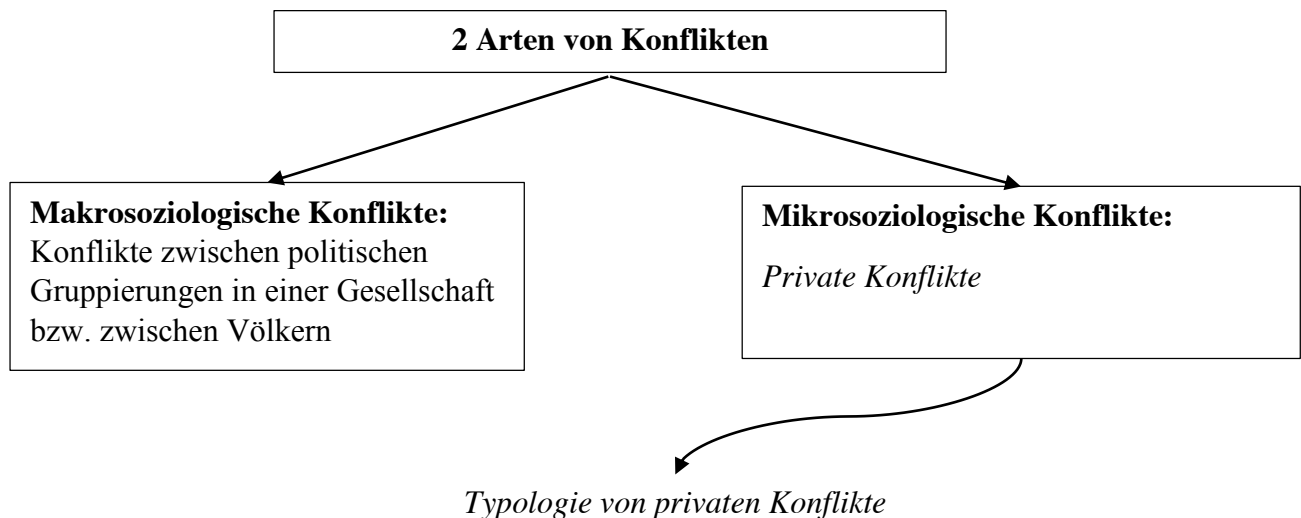 2 Arten von Konflikten
Makrosoziologische Konflikte:
Konflikte zwischen politischen
Gruppierungen in einer Gesellschaft
bzw. zwischen Völkern
Mikrosoziologische Konflikte:
Private Konflikte
Typologie von privaten Konflikte